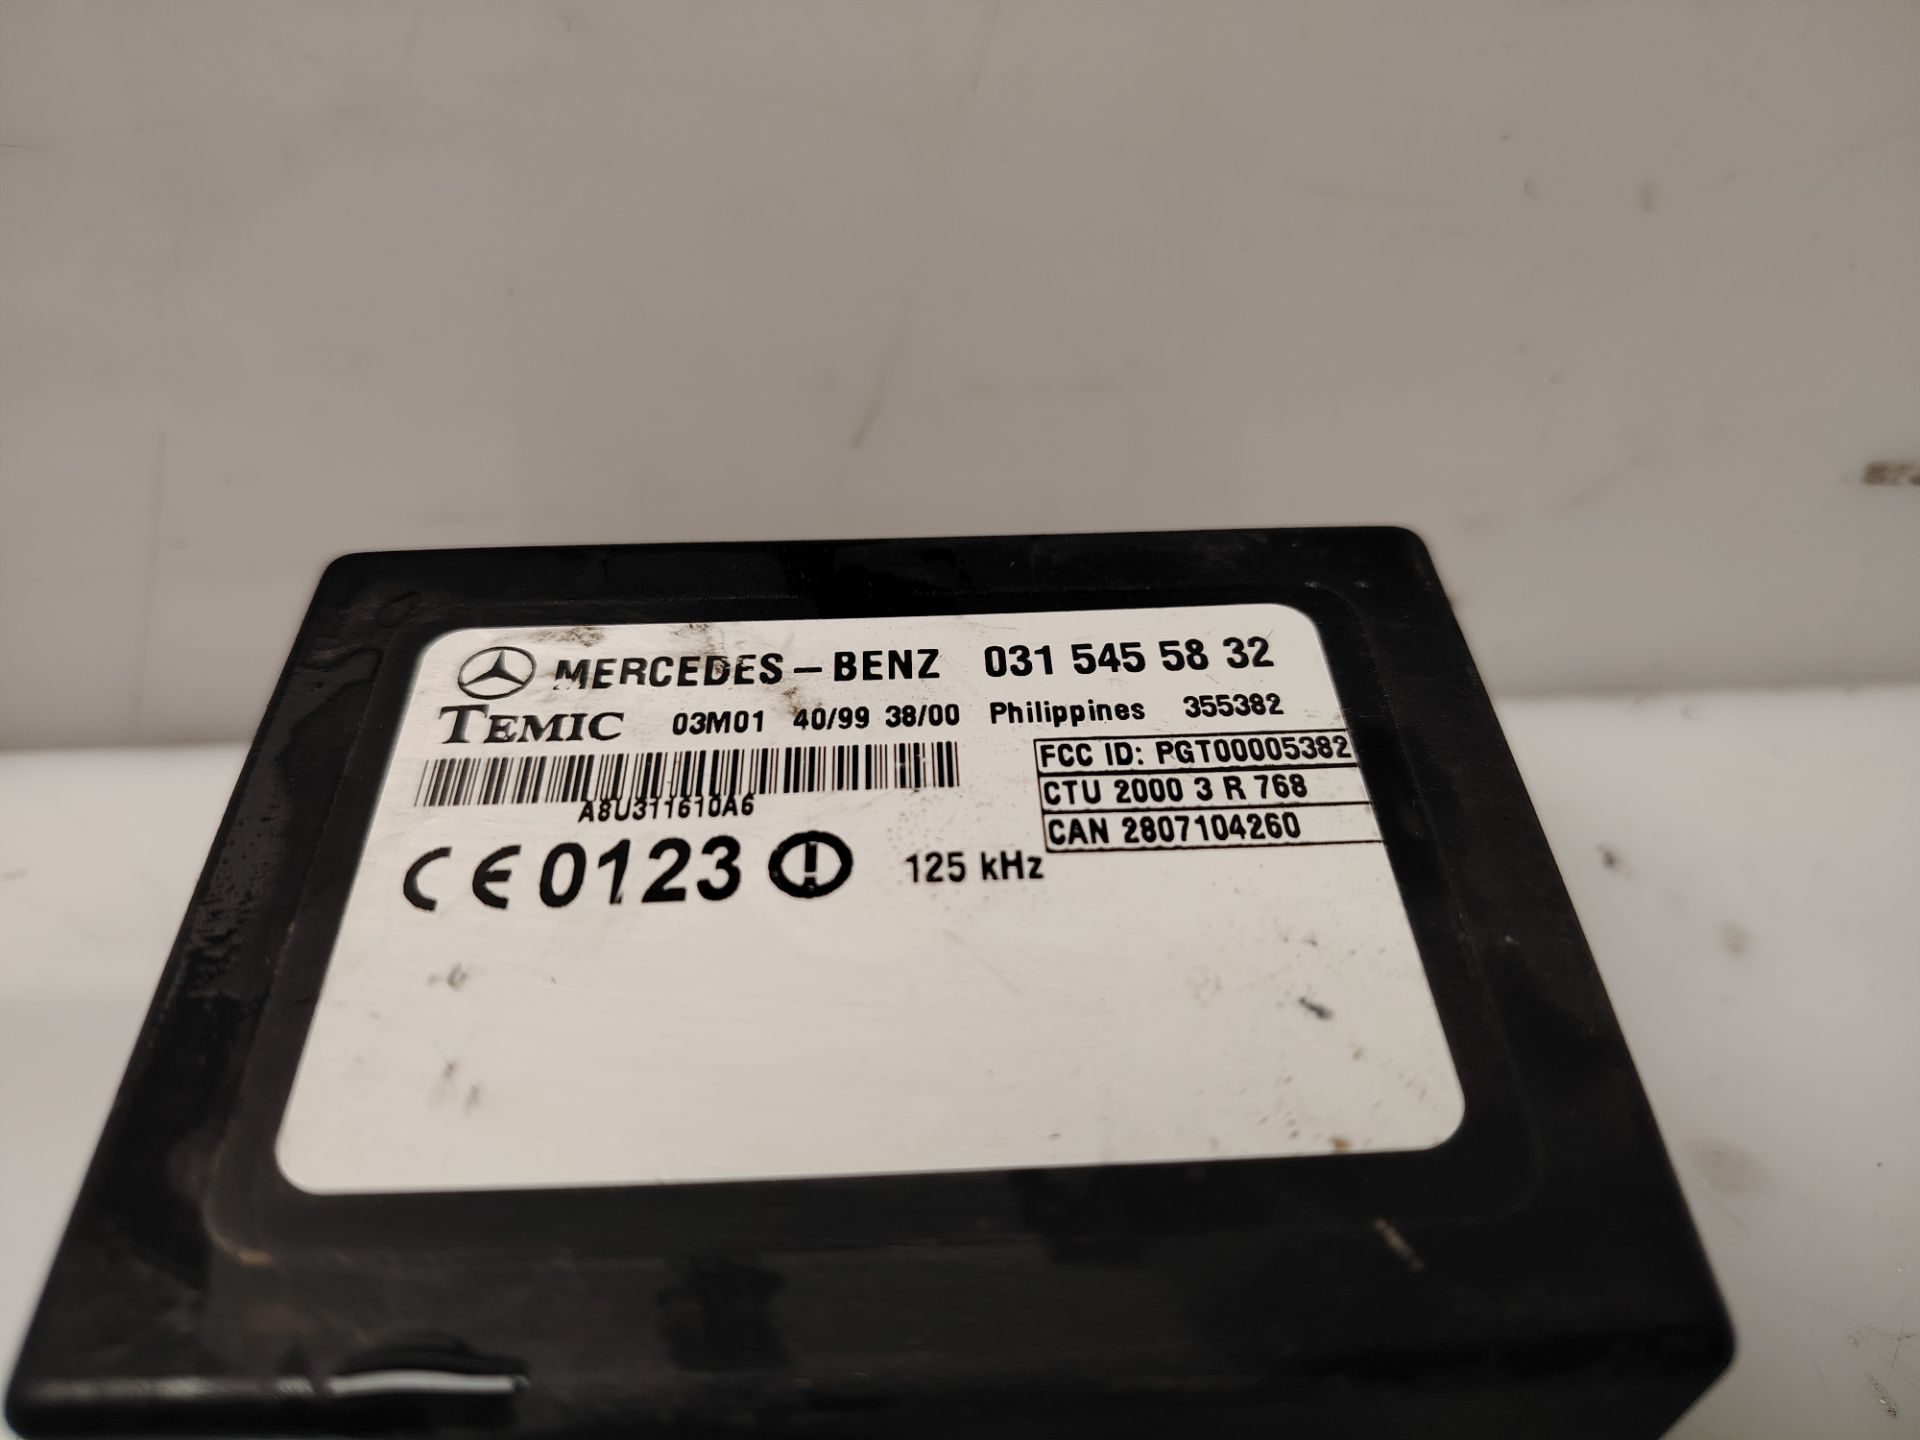 MERCEDES-BENZ 031 545 58 32
TEMIC 03M01 40/99 38/00 Philippines 355382
FCC ID: PGT00005382
CTU 2000 3 R 768
CAN 2807104260
A8U311610A6
CE 0123 ! 125 kHz